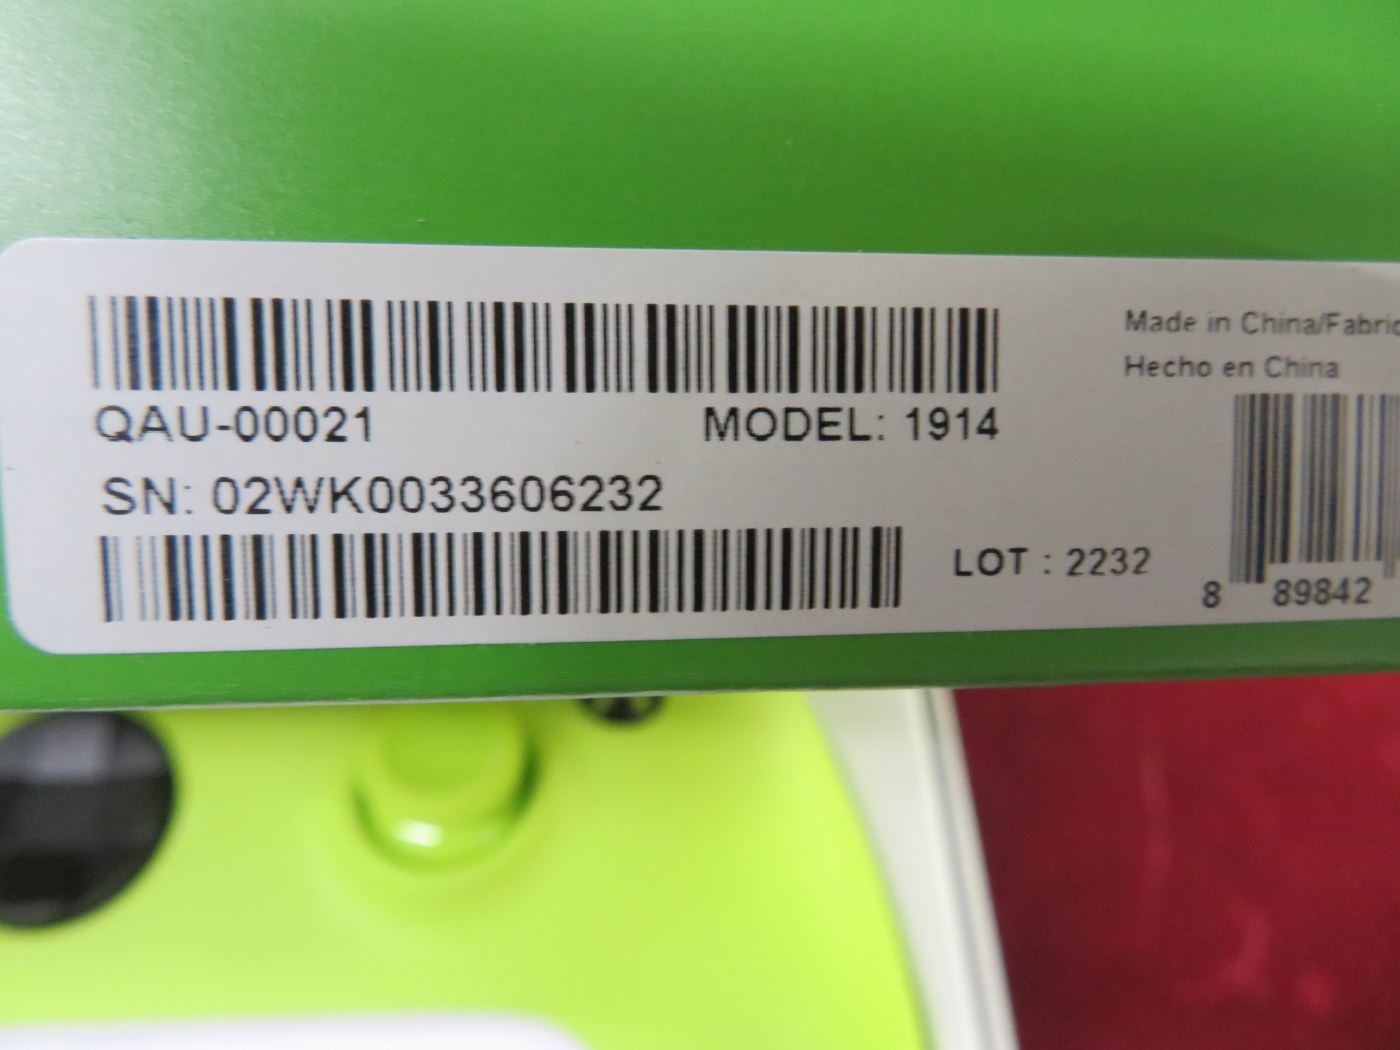 Made in China/Fabric
Hecho en China
QAU-00021 MODEL: 1914
SN: 02WK0033606232
LOT : 2232
8 89842